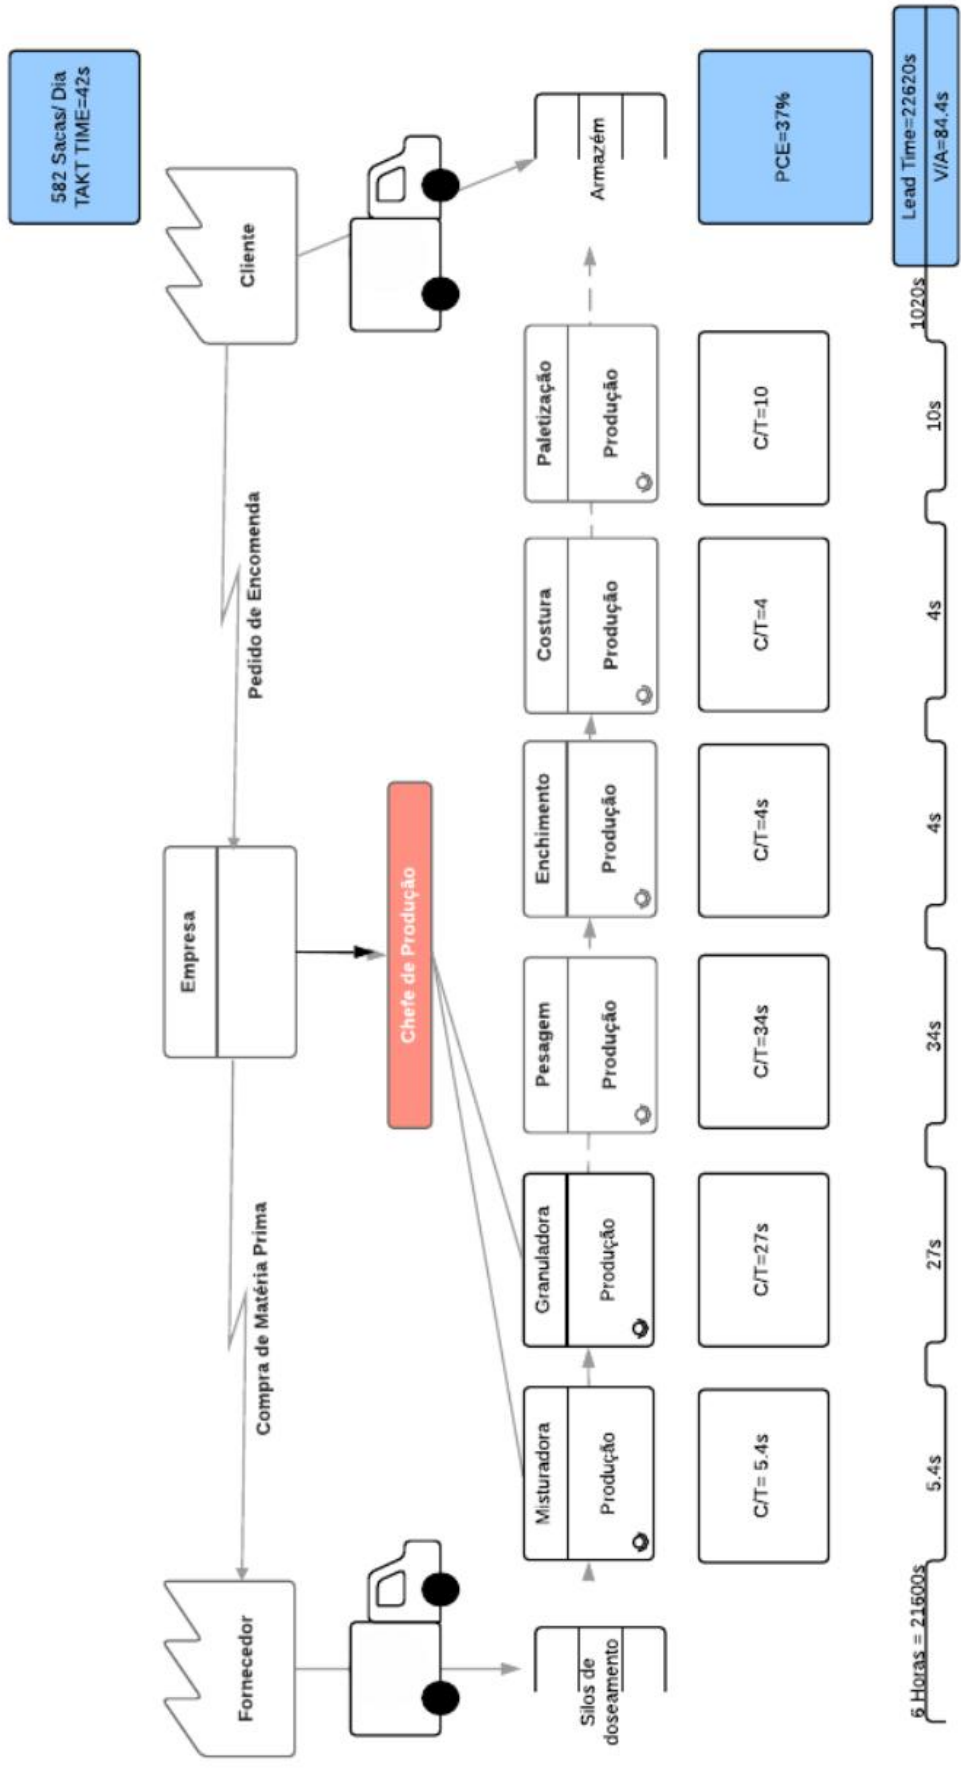 582 Sacas/ Dia
TAKT TIME=42s
Fornecedor
Compra de Matéria Prima
Empresa
Pedido de Encomenda
Cliente
Chefe de Produção
Silos de
doseamento
Misturadora
Produção
Granuladora
Produção
Pesagem
Produção
Enchimento
Produção
Costura
Produção
Paletização
Produção
Armazém
C/T= 5.4s
C/T=27s
C/T=34s
C/T=4s
C/T=4
C/T=10
PCE=37%
6 Horas = 21600s
5.4s
27s
34s
4s
4s
10s
1020s
Lead Time=22620s
V/A=84.4s